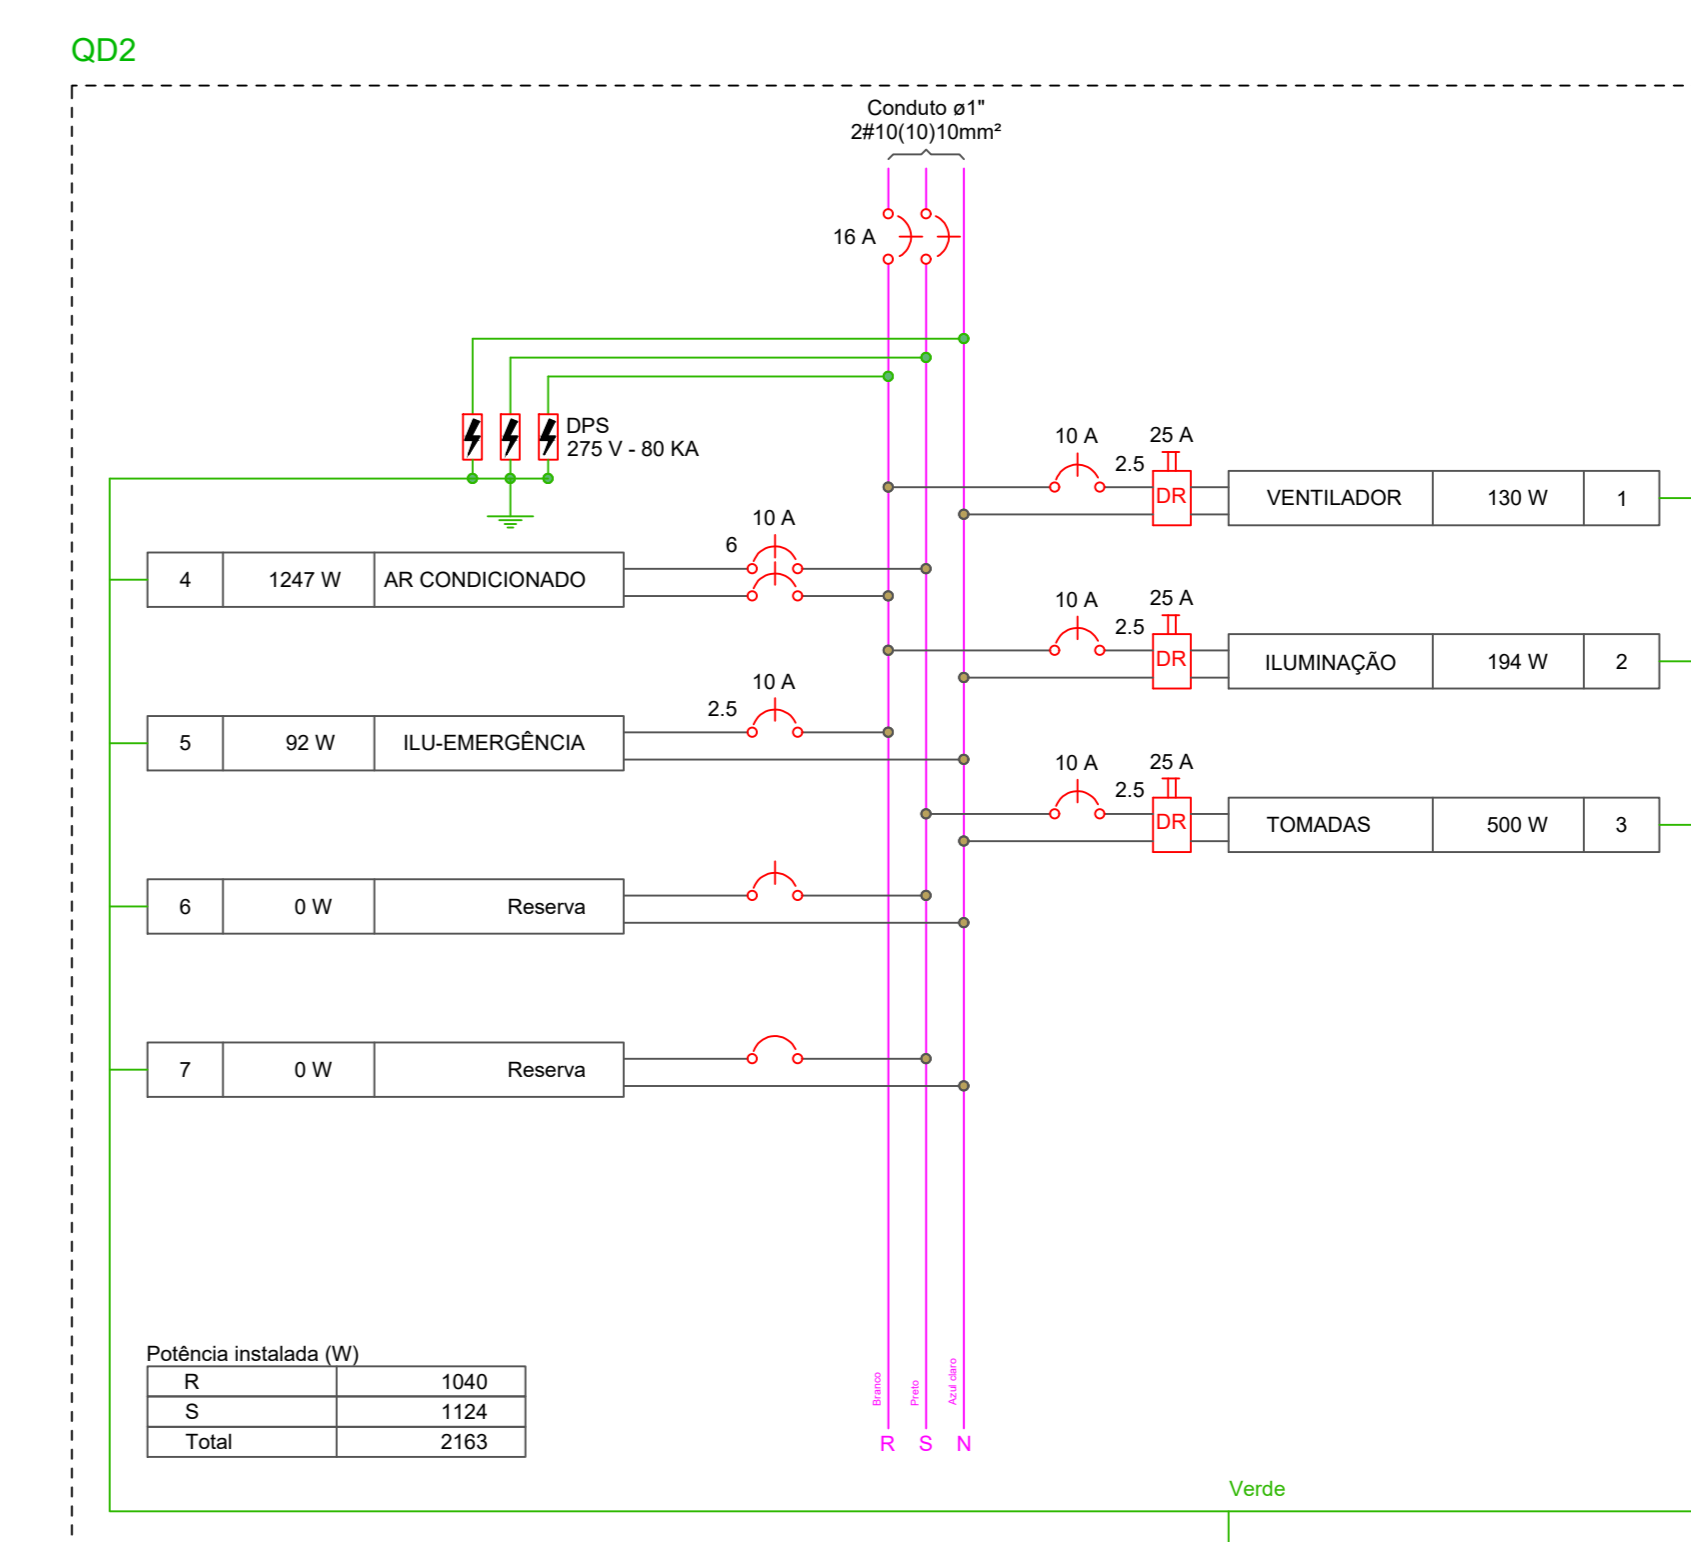 QD2
Conduto ø1"
2#10(10)10mm²
16 A
DPS
275 V - 80 KA
10 A
25 A
2.5
DR
VENTILADOR
130 W
1
10 A
6
4
1247 W
AR CONDICIONADO
10 A
25 A
2.5
DR
ILUMINAÇÃO
194 W
2
10 A
2.5
5
92 W
ILU-EMERGÊNCIA
10 A
25 A
2.5
DR
TOMADAS
500 W
3
6
0 W
Reserva
7
0 W
Reserva
Potência instalada (W)
R 1040
S 1124
Total 2163
Branco
Preto
Azul claro
R S N
Verde